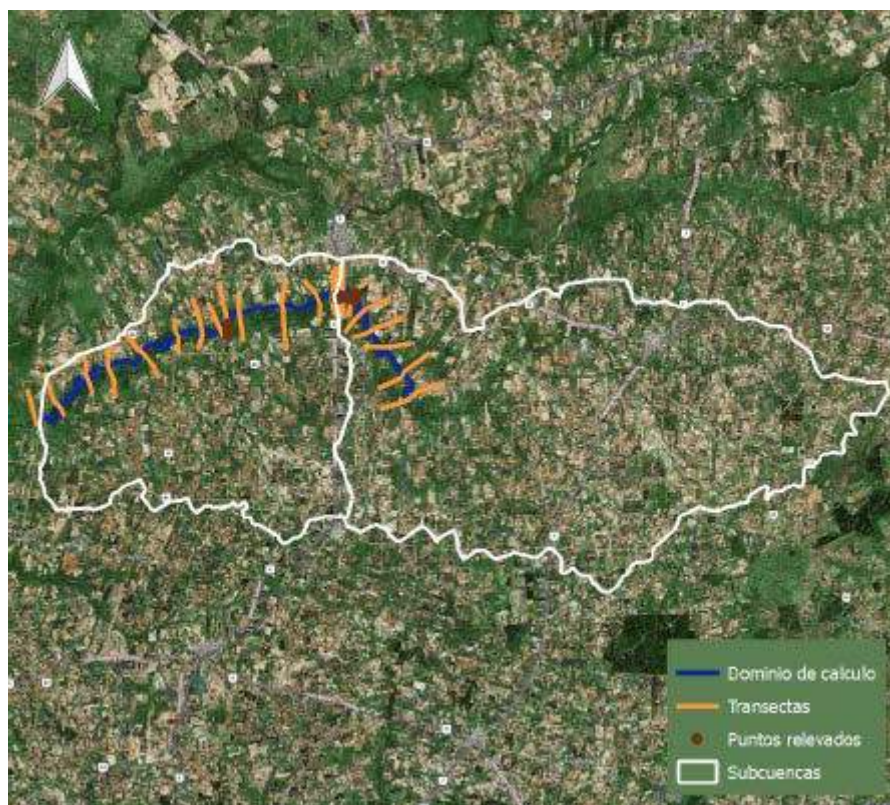 Dominio de calculo
Transectas
Puntos relevados
Subcuencas